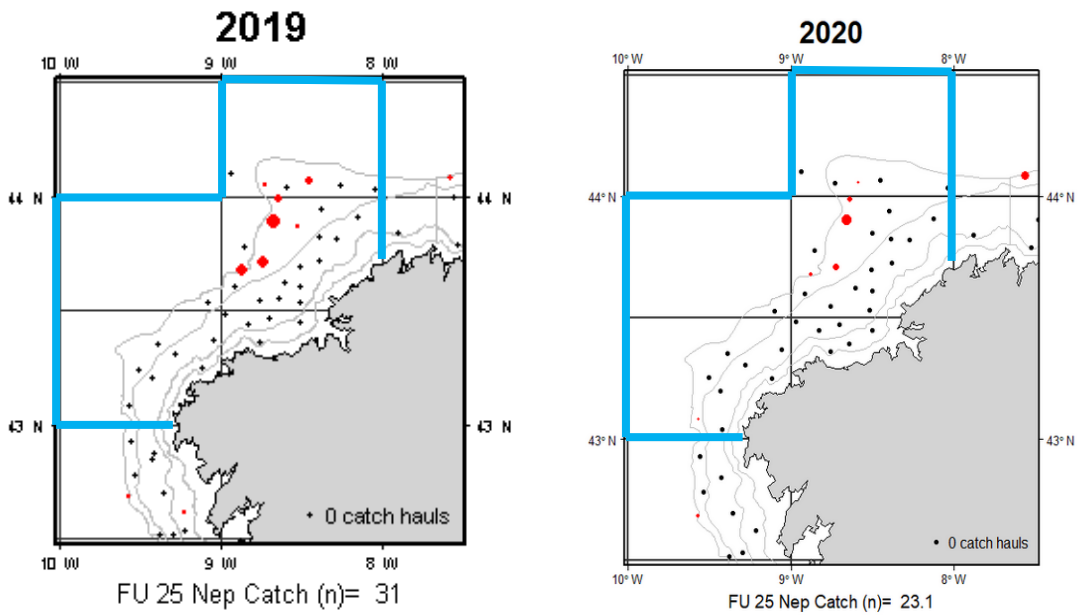 2019
10 W 9 W 8 W
44 N 44 N
43 N 43 N
0 catch hauls
10 W 9 W 8 W
FU 25 Nep Catch (n)= 31
2020
10°W 9°W 8°W
44°N 44°N
43°N 43°N
0 catch hauls
10°W 9°W 8°W
FU 25 Nep Catch (n)= 23.1